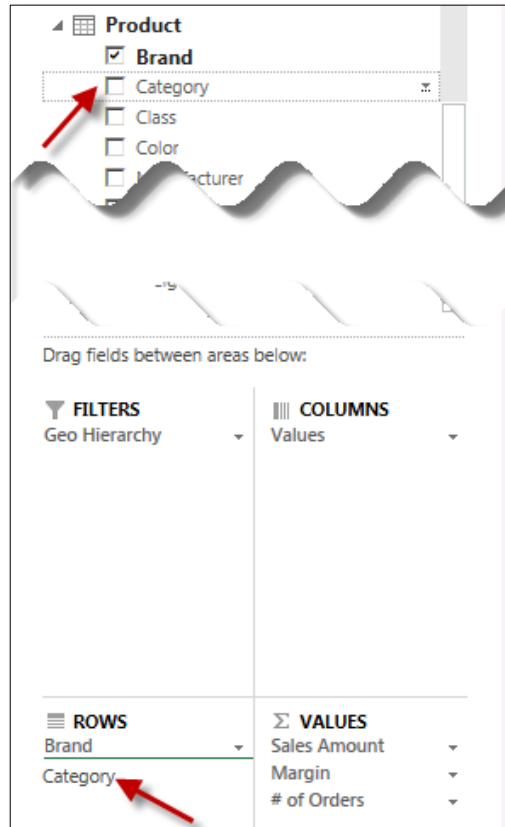 Product
Brand
Category
Class
Color
Drag fields between areas below:
FILTERS
Geo Hierarchy
COLUMNS
Values
ROWS
Brand
Category
Σ VALUES
Sales Amount
Margin
# of Orders